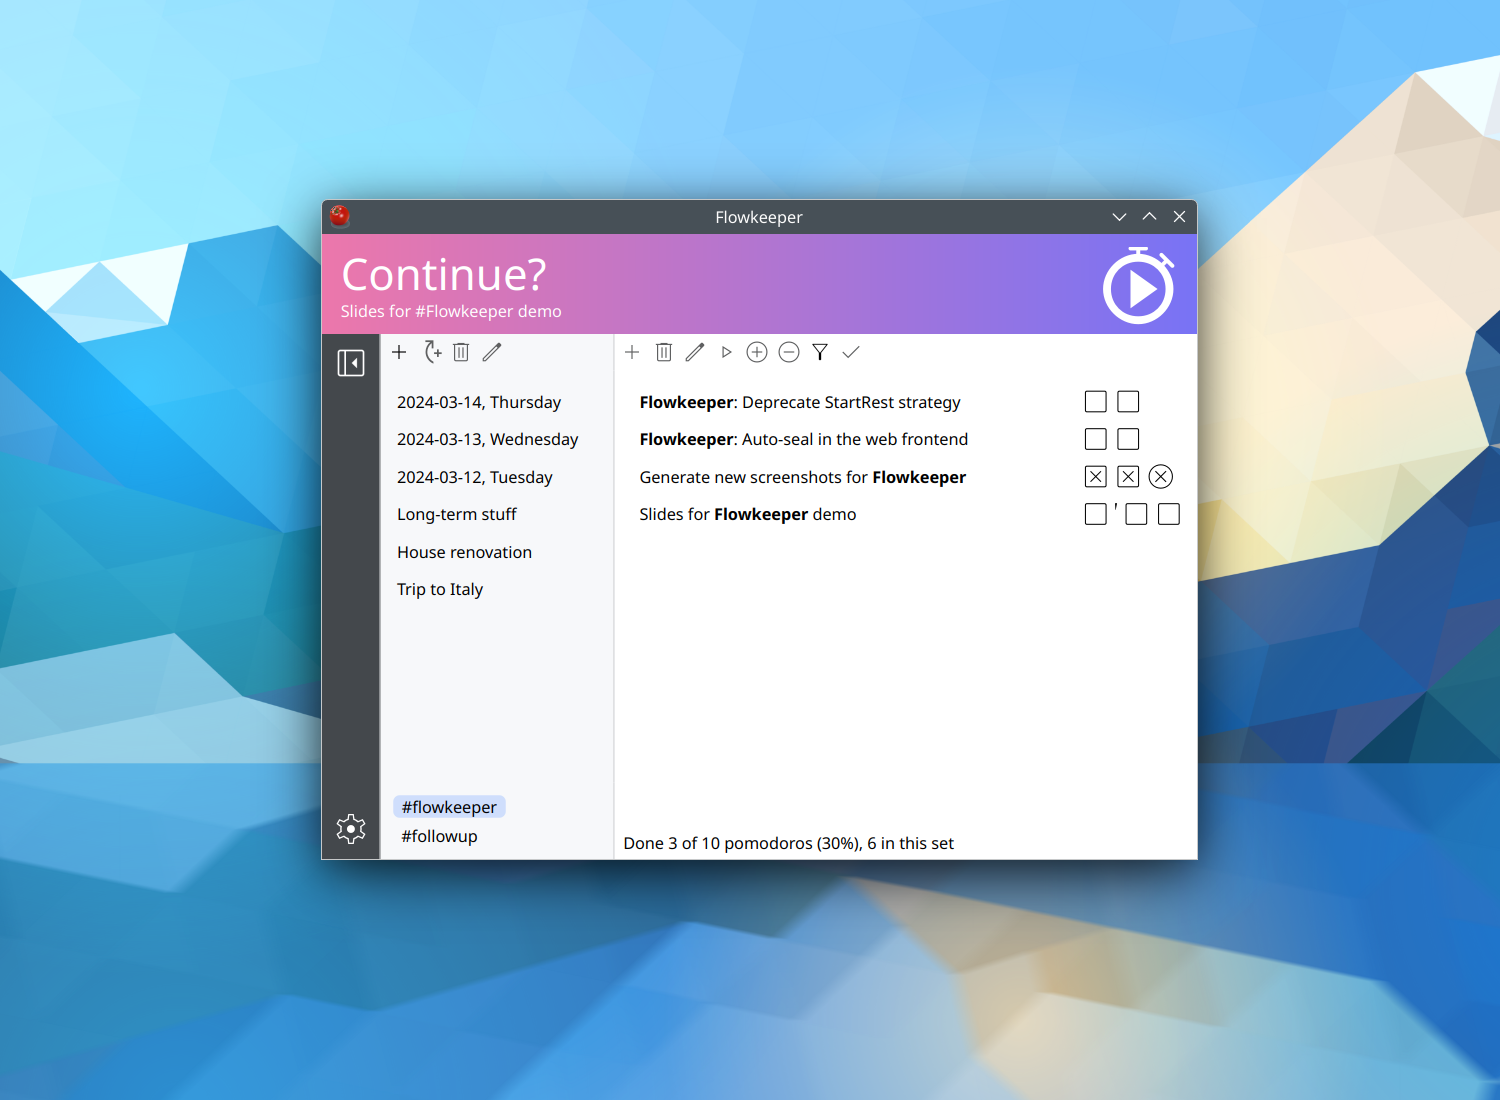 Flowkeeper
Continue?
Slides for #Flowkeeper demo
2024-03-14, Thursday
2024-03-13, Wednesday
2024-03-12, Tuesday
Long-term stuff
House renovation
Trip to Italy
#flowkeeper
#followup
Flowkeeper: Deprecate StartRest strategy
Flowkeeper: Auto-seal in the web frontend
Generate new screenshots for Flowkeeper
Slides for Flowkeeper demo
Done 3 of 10 pomodoros (30%), 6 in this set